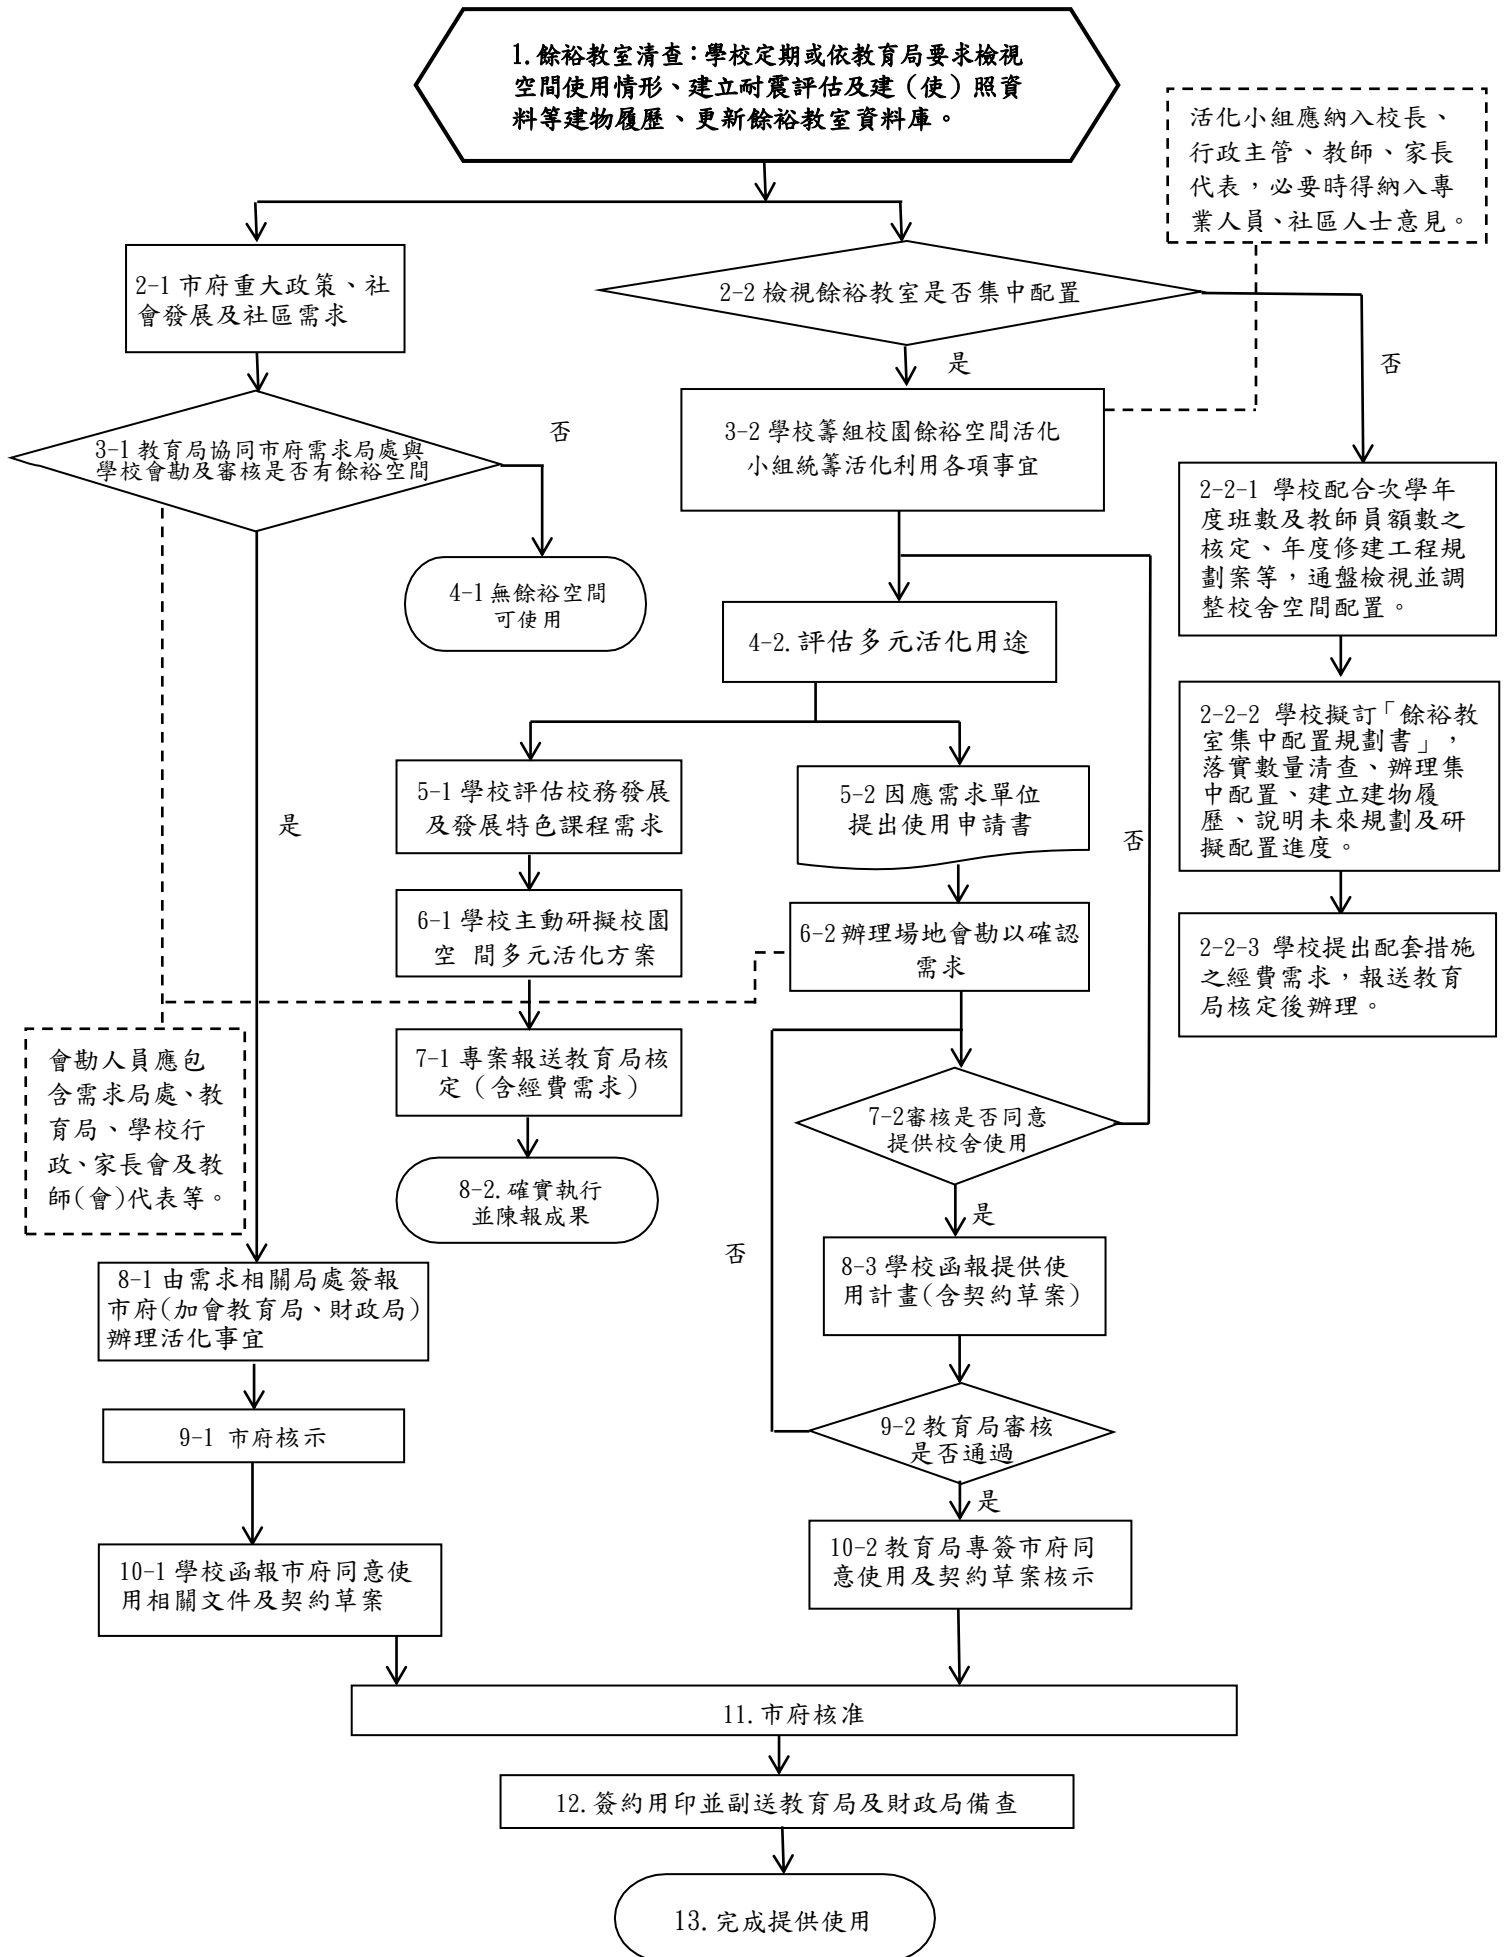 1.餘裕教室清查：學校定期或依教育局要求檢視
空間使用情形、建立耐震評估及建（使）照資
料等建物履歷、更新餘裕教室資料庫。
活化小組應納入校長、
行政主管、教師、家長
代表，必要時得納入專
業人員、社區人士意見。
2-1 市府重大政策、社
會發展及社區需求
2-2 檢視餘裕教室是否集中配置
是
否
3-1 教育局協同市府需求局處與
學校會勘及審核是否有餘裕空間
否
3-2 學校籌組校園餘裕空間活化
小組統籌活化利用各項事宜
2-2-1 學校配合次學年
度班數及教師員額數之
核定、年度修建工程規
劃案等，通盤檢視並調
整校舍空間配置。
4-1 無餘裕空間
可使用
4-2.評估多元活化用途
2-2-2 學校擬訂「餘裕教
室集中配置規劃書」，
落實數量清查、辦理集
中配置、建立建物履
歷、說明未來規劃及研
擬配置進度。
是
5-1 學校評估校務發展
及發展特色課程需求
5-2 因應需求單位
提出使用申請書
否
6-1 學校主動研擬校園
空 間多元活化方案
6-2 辦理場地會勘以確認
需求
2-2-3 學校提出配套措施
之經費需求，報送教育
局核定後辦理。
會勘人員應包
含需求局處、教
育局、學校行
政、家長會及教
師(會)代表等。
7-1 專案報送教育局核
定（含經費需求）
7-2審核是否同意
提供校舍使用
8-2.確實執行
並陳報成果
是
否
8-1 由需求相關局處簽報
市府(加會教育局、財政局)
辦理活化事宜
8-3 學校函報提供使
用計畫(含契約草案)
9-1 市府核示
9-2 教育局審核
是否通過
是
10-1 學校函報市府同意使
用相關文件及契約草案
10-2 教育局專簽市府同
意使用及契約草案核示
11.市府核准
12.簽約用印並副送教育局及財政局備查
13.完成提供使用